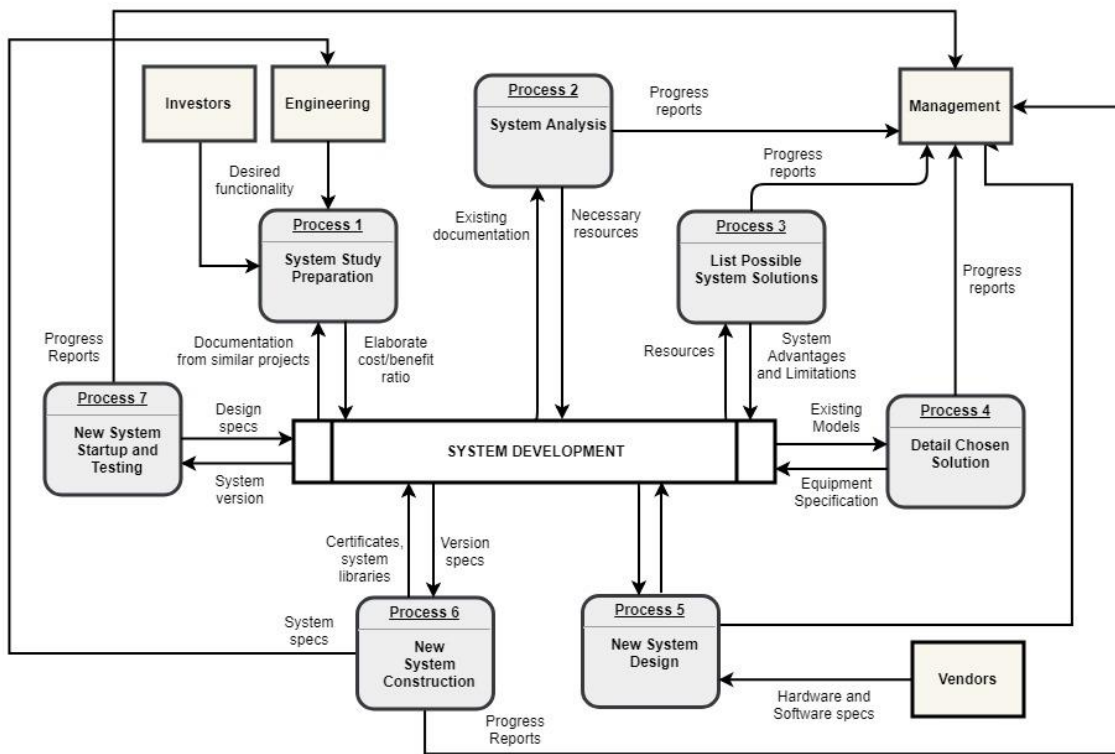 Investors
Engineering
Process 2
System Analysis
Progress
reports
Management
Desired
functionality
Progress
reports
Process 1
System Study
Preparation
Existing
documentation
Necessary
resources
Process 3
List Possible
System Solutions
Progress
reports
Progress
Reports
Documentation
from similar projects
Elaborate
cost/benefit
ratio
Resources
System
Advantages
and Limitations
Process 7
New System
Startup and
Testing
Design
specs
System
version
SYSTEM DEVELOPMENT
Existing
Models
Equipment
Specification
Process 4
Detail Chosen
Solution
Certificates,
system
libraries
Version
specs
System
specs
Process 6
New
System
Construction
Process 5
New System
Design
Vendors
Hardware and
Software specs
Progress
Reports